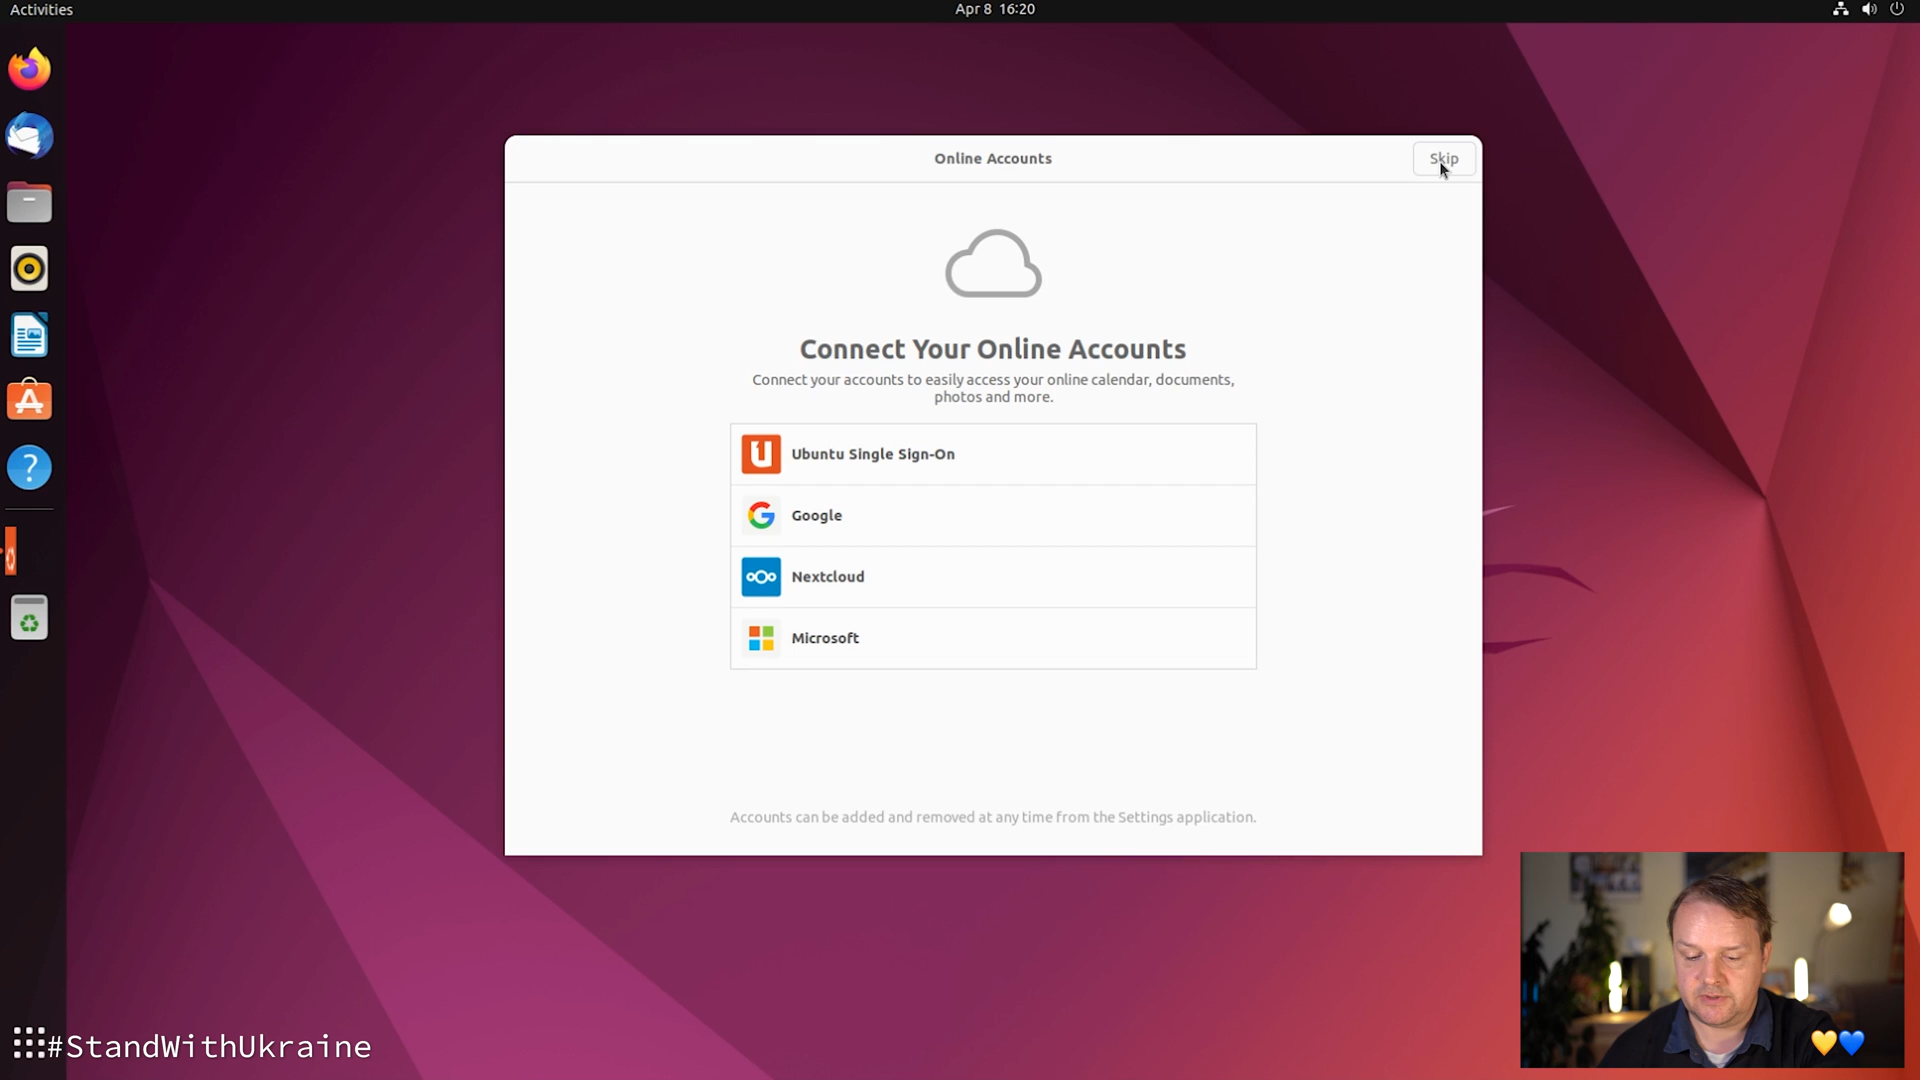 Activities
Apr 8 16:20
Online Accounts
Skip
Connect Your Online Accounts
Connect your accounts to easily access your online calendar, documents,
photos and more.
Ubuntu Single Sign-On
Google
Nextcloud
Microsoft
Accounts can be added and removed at any time from the Settings application.
#StandWithUkraine